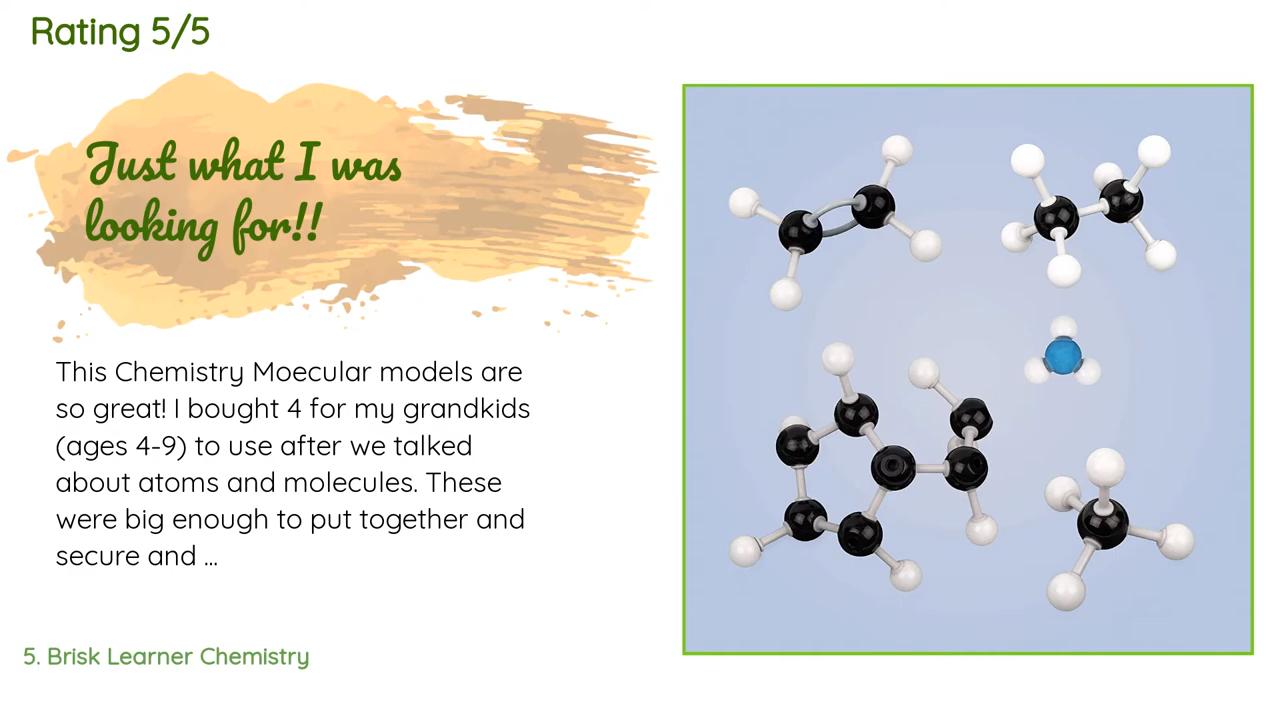 Rating 5/5
Just what I was
looking for!!
This Chemistry Moecular models are
so great! I bought 4 for my grandkids
(ages 4-9) to use after we talked
about atoms and molecules. These
were big enough to put together and
secure and ...
5. Brisk Learner Chemistry